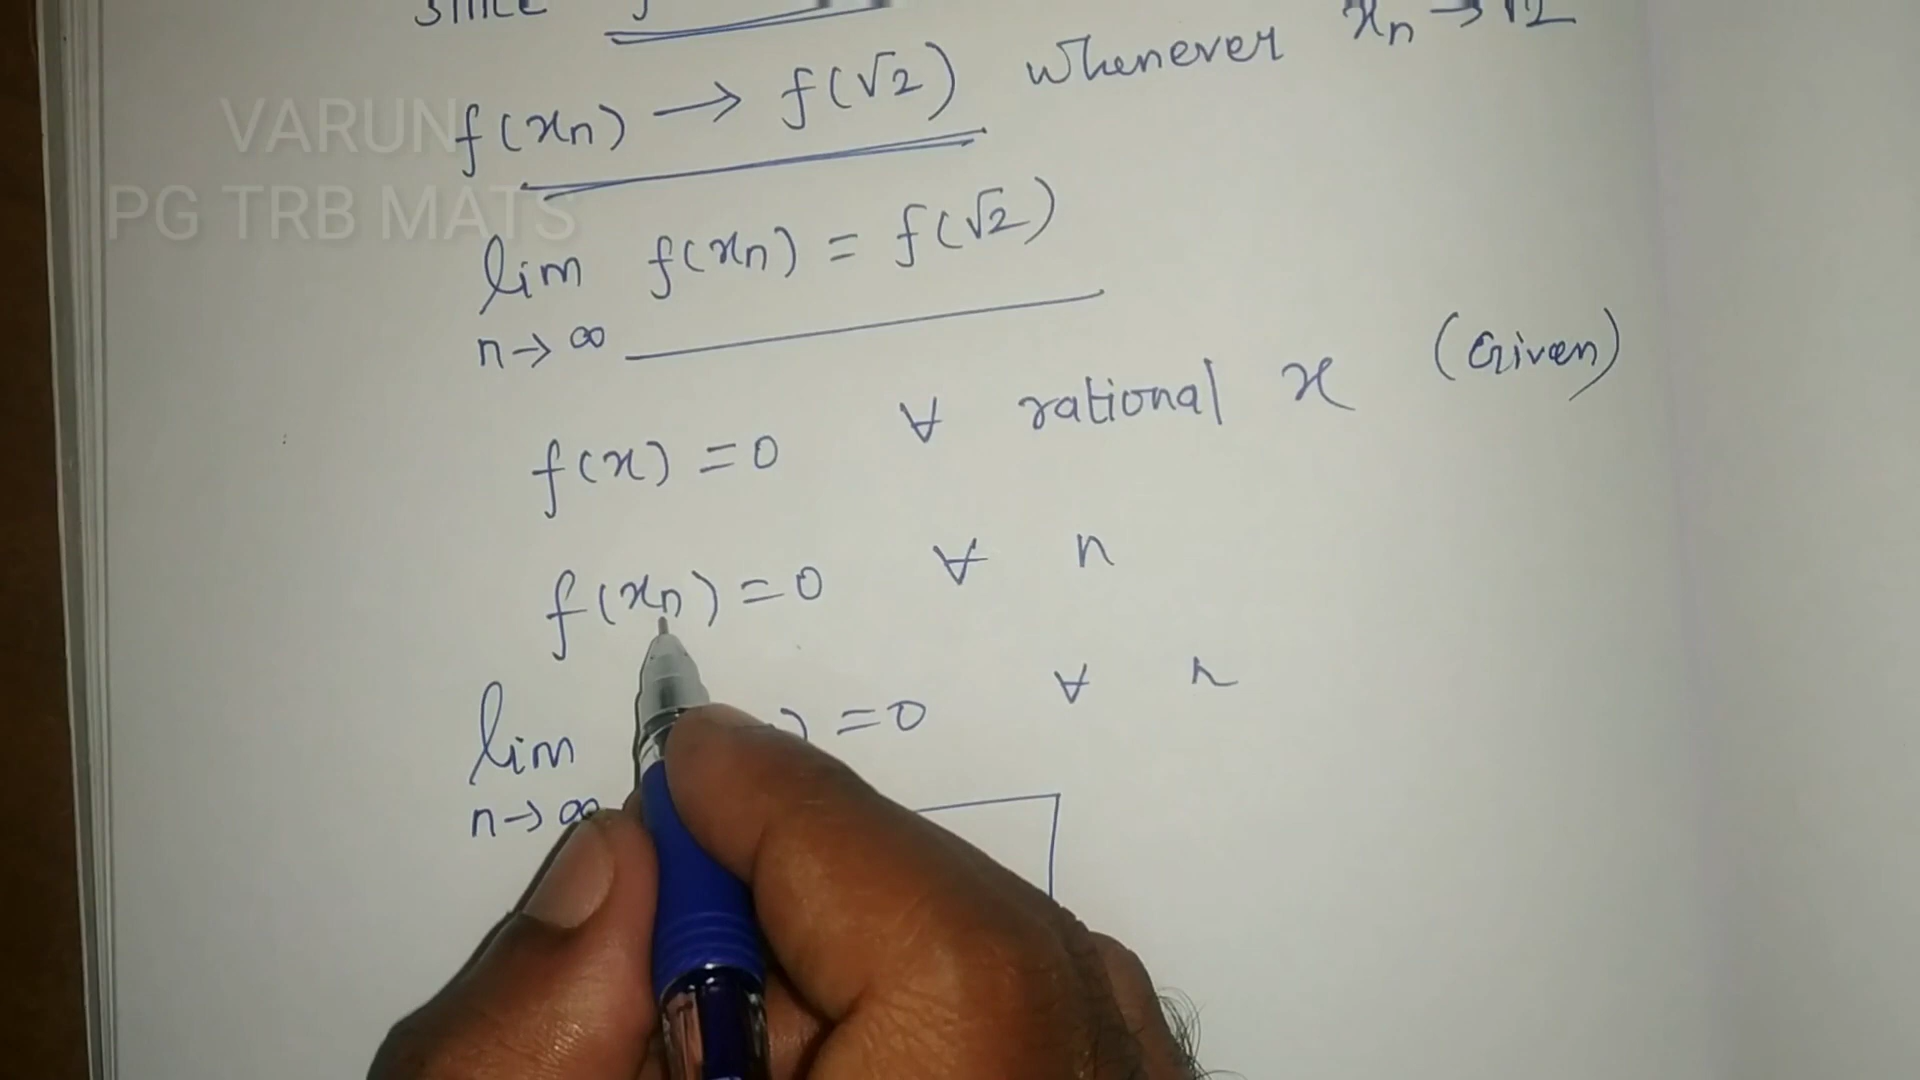 since
f(xn) → f(√2) whenever xn → √2
VARUN
PG TRB MATS
lim f(xn) = f(√2)
n→∞
f(x) = 0 ∀ rational x (Given)
f(xn) = 0 ∀ n
lim ) = 0 ∀ n
n→∞